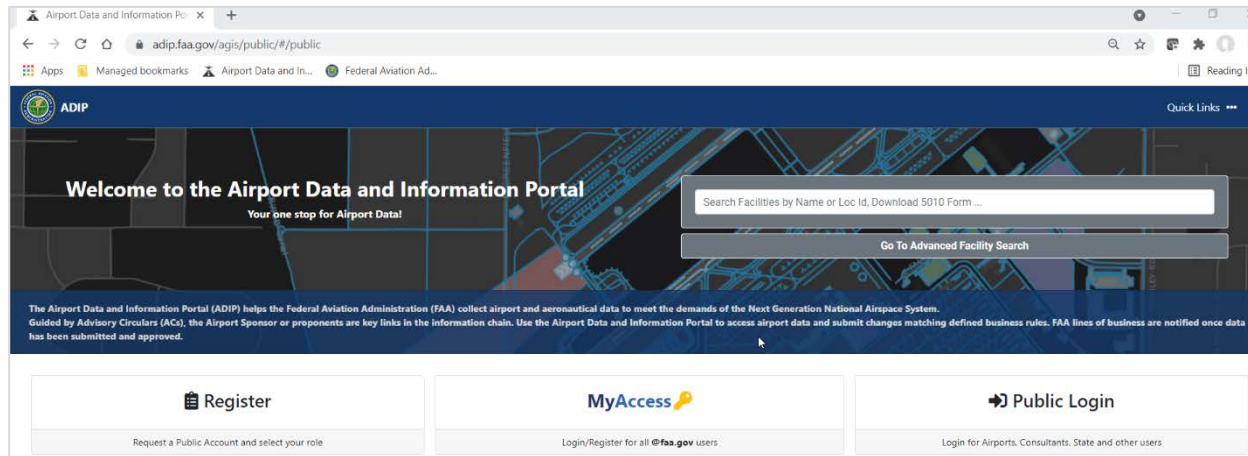 Airport Data and Information Po
adip.faa.gov/agis/public/#/public
Apps Managed bookmarks Airport Data and In... Federal Aviation Ad... Reading
ADIP Quick Links
Welcome to the Airport Data and Information Portal
Your one stop for Airport Data!
Search Facilities by Name or Loc Id, Download 5010 Form ...
Go To Advanced Facility Search
The Airport Data and Information Portal (ADIP) helps the Federal Aviation Administration (FAA) collect airport and aeronautical data to meet the demands of the Next Generation National Airspace System.
Guided by Advisory Circulars (ACs), the Airport Sponsor or proponents are key links in the information chain. Use the Airport Data and Information Portal to access airport data and submit changes matching defined business rules. FAA lines of business are notified once data
has been submitted and approved.
Register
Request a Public Account and select your role
MyAccess
Login/Register for all @faa.gov users
Public Login
Login for Airports, Consultants, State and other users